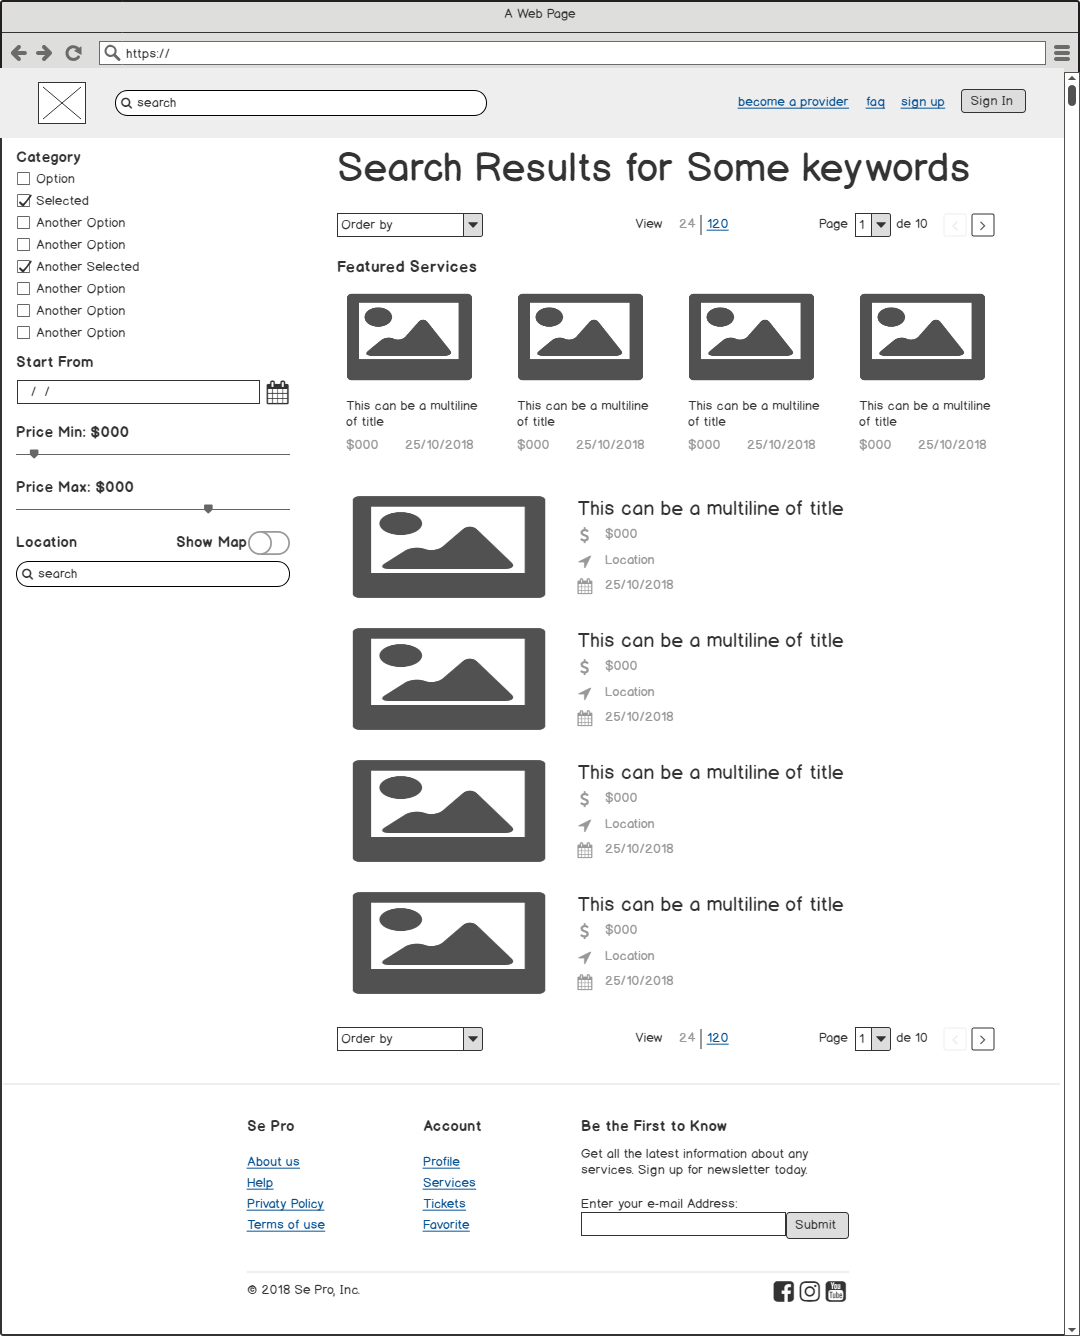 A Web Page
https://
search
become a provider faq sign up Sign In
Category
Option
Selected
Another Option
Another Option
Another Selected
Another Option
Another Option
Another Option
Start From
/ /
Price Min: $000
Price Max: $000
Location Show Map
search
Search Results for Some keywords
Order by View 24 120 Page 1 de 10 < >
Featured Services
This can be a multiline
of title
$000 25/10/2018
This can be a multiline
of title
$000 25/10/2018
This can be a multiline
of title
$000 25/10/2018
This can be a multiline
of title
$000 25/10/2018
This can be a multiline of title
$ $000
Location
25/10/2018
This can be a multiline of title
$ $000
Location
25/10/2018
This can be a multiline of title
$ $000
Location
25/10/2018
This can be a multiline of title
$ $000
Location
25/10/2018
Order by View 24 120 Page 1 de 10 < >
Se Pro
About us
Help
Privaty Policy
Terms of use
Account
Profile
Services
Tickets
Favorite
Be the First to Know
Get all the latest information about any
services. Sign up for newsletter today.
Enter your e-mail Address:
Submit
© 2018 Se Pro, Inc.
You
Tube